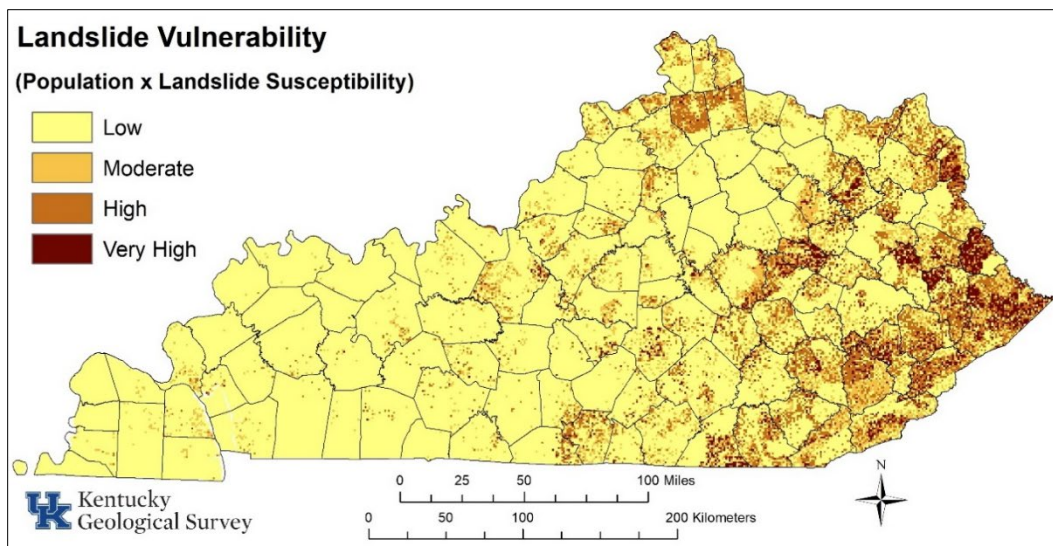 Landslide Vulnerability
(Population x Landslide Susceptibility)
Low
Moderate
High
Very High
0 25 50 100 Miles
0 50 100 200 Kilometers
N
UK Kentucky
Geological Survey